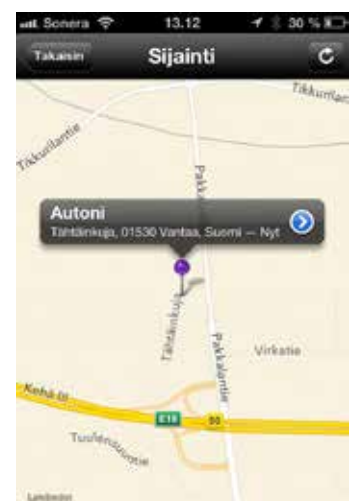 Sonera 13.12 30 %
Takaisin Sijainti
Tikkurilantie
Pakkalantie
Autoni
Tähtäinkuja, 01530 Vantaa, Suomi — Nyt
Tähtäinkuja
Pakkalantie
Virkatie
Kehä III
E18 50
Tuulensuuntie